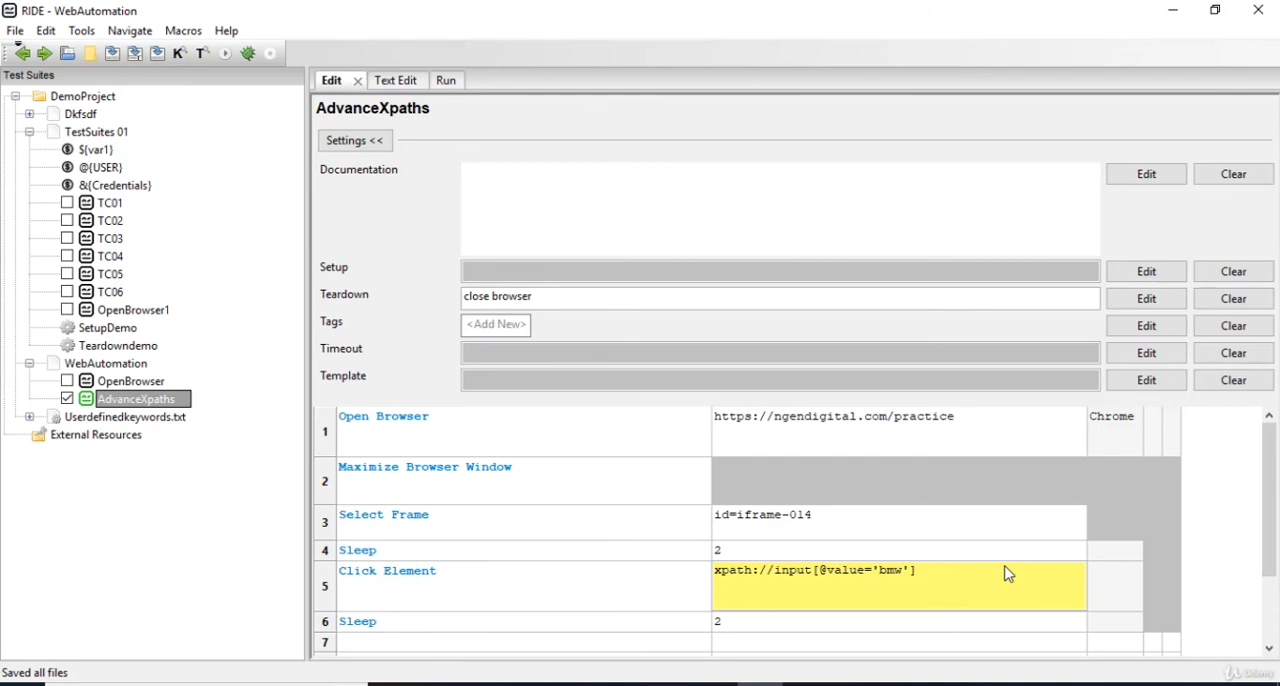 RIDE - WebAutomation
File Edit Tools Navigate Macros Help
K T
Test Suites
DemoProject
Dkfsdf
TestSuites 01
${var1}
@{USER}
&{Credentials}
TC01
TC02
TC03
TC04
TC05
TC06
OpenBrowser1
SetupDemo
Teardowndemo
WebAutomation
OpenBrowser
AdvanceXpaths
Userdefinedkeywords.txt
External Resources
Edit Text Edit Run
AdvanceXpaths
Settings <<
Documentation Edit Clear
Setup Edit Clear
Teardown close browser Edit Clear
Tags <Add New> Edit Clear
Timeout Edit Clear
Template Edit Clear
1 Open Browser https://ngendigital.com/practice Chrome
2 Maximize Browser Window
3 Select Frame id=iframe-014
4 Sleep 2
5 Click Element xpath://input[@value='bmw']
6 Sleep 2
7
Saved all files
Udemy